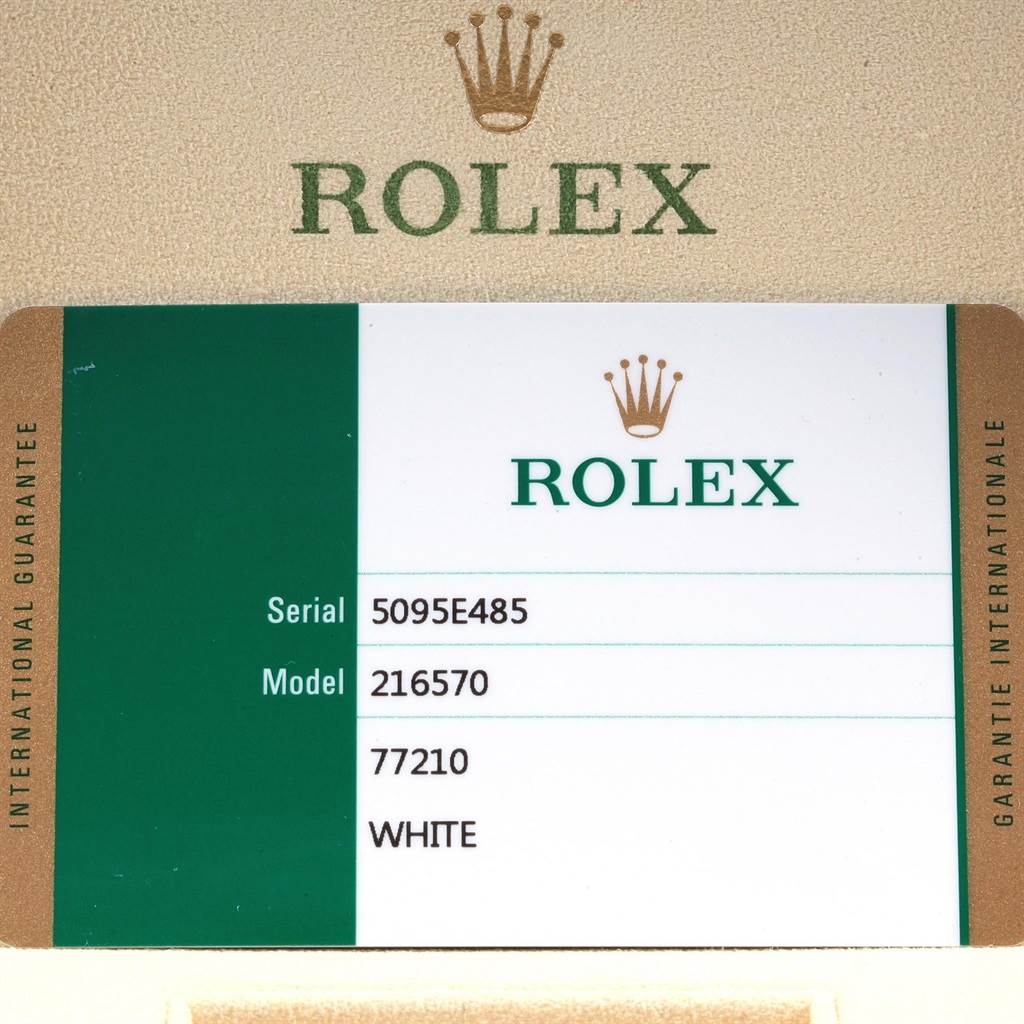 ROLEX
INTERNATIONAL GUARANTEE
ROLEX
Serial 5095E485
Model 216570
77210
WHITE
GARANTIE INTERNATIONALE